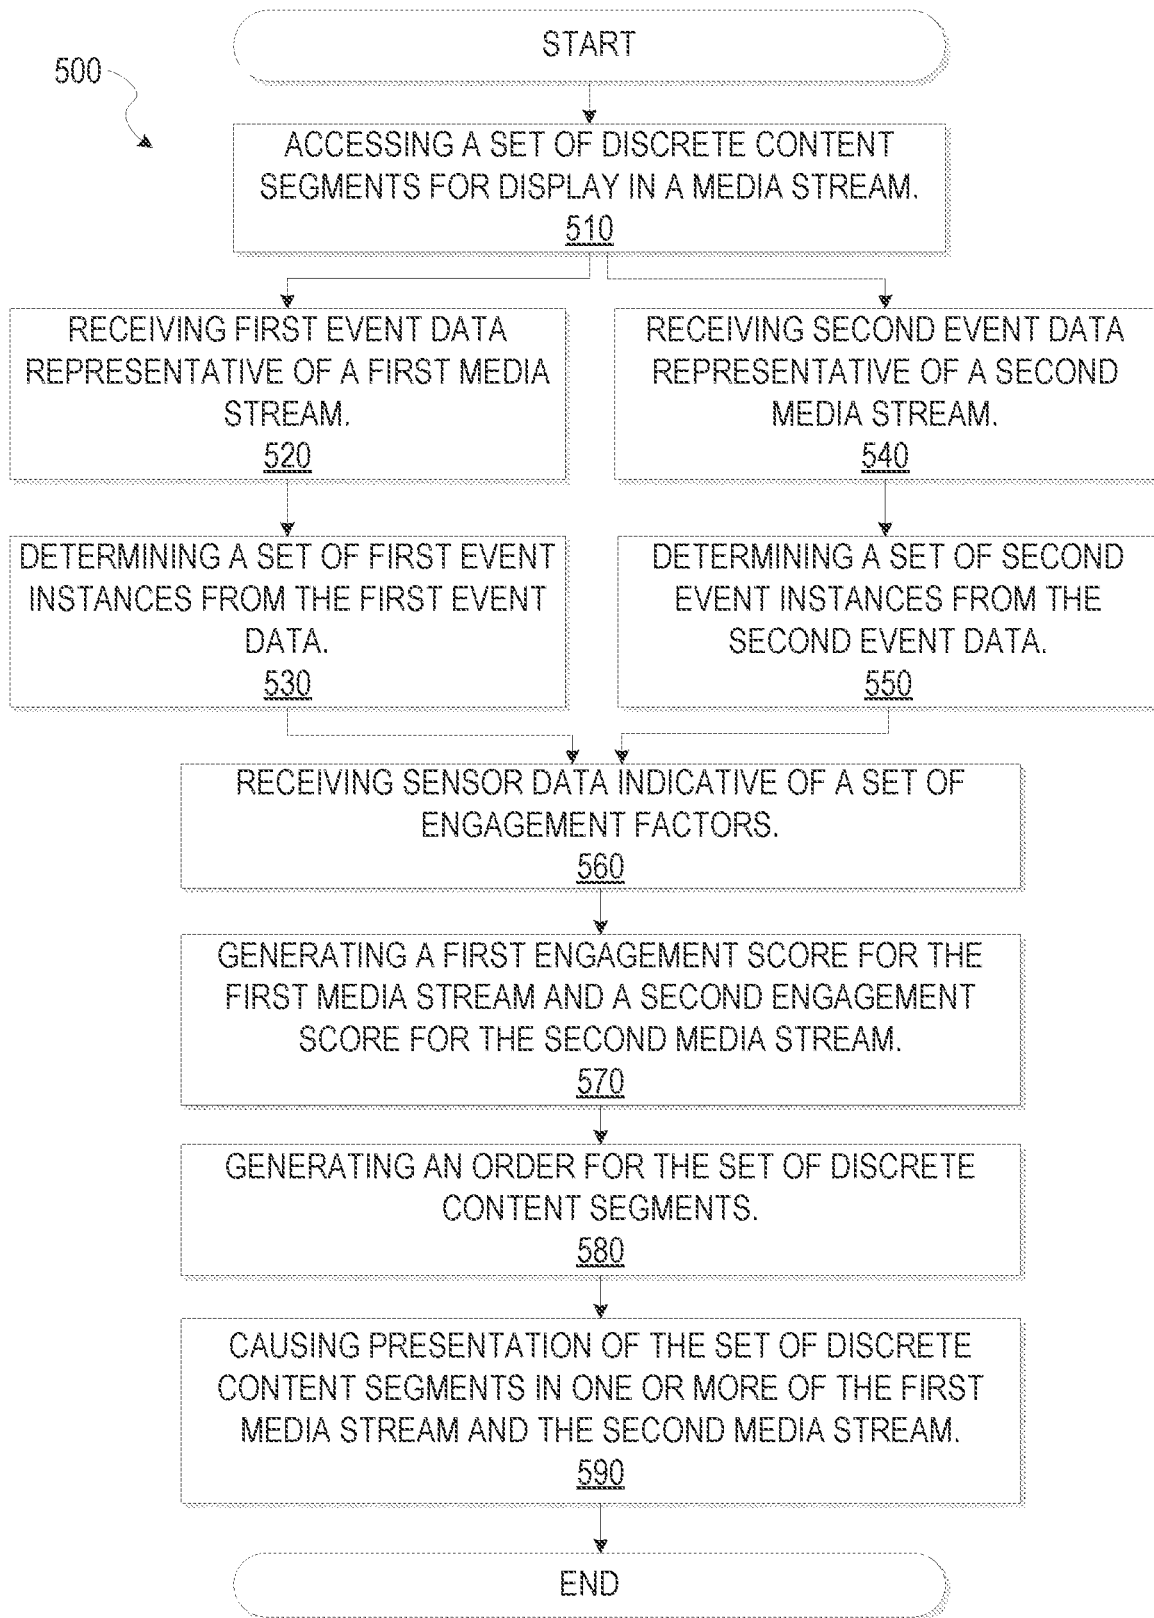 START
500
ACCESSING A SET OF DISCRETE CONTENT
SEGMENTS FOR DISPLAY IN A MEDIA STREAM.
510
RECEIVING FIRST EVENT DATA
REPRESENTATIVE OF A FIRST MEDIA
STREAM.
520
RECEIVING SECOND EVENT DATA
REPRESENTATIVE OF A SECOND
MEDIA STREAM.
540
DETERMINING A SET OF FIRST EVENT
INSTANCES FROM THE FIRST EVENT
DATA.
530
DETERMINING A SET OF SECOND
EVENT INSTANCES FROM THE
SECOND EVENT DATA.
550
RECEIVING SENSOR DATA INDICATIVE OF A SET OF
ENGAGEMENT FACTORS.
560
GENERATING A FIRST ENGAGEMENT SCORE FOR THE
FIRST MEDIA STREAM AND A SECOND ENGAGEMENT
SCORE FOR THE SECOND MEDIA STREAM.
570
GENERATING AN ORDER FOR THE SET OF DISCRETE
CONTENT SEGMENTS.
580
CAUSING PRESENTATION OF THE SET OF DISCRETE
CONTENT SEGMENTS IN ONE OR MORE OF THE FIRST
MEDIA STREAM AND THE SECOND MEDIA STREAM.
590
END